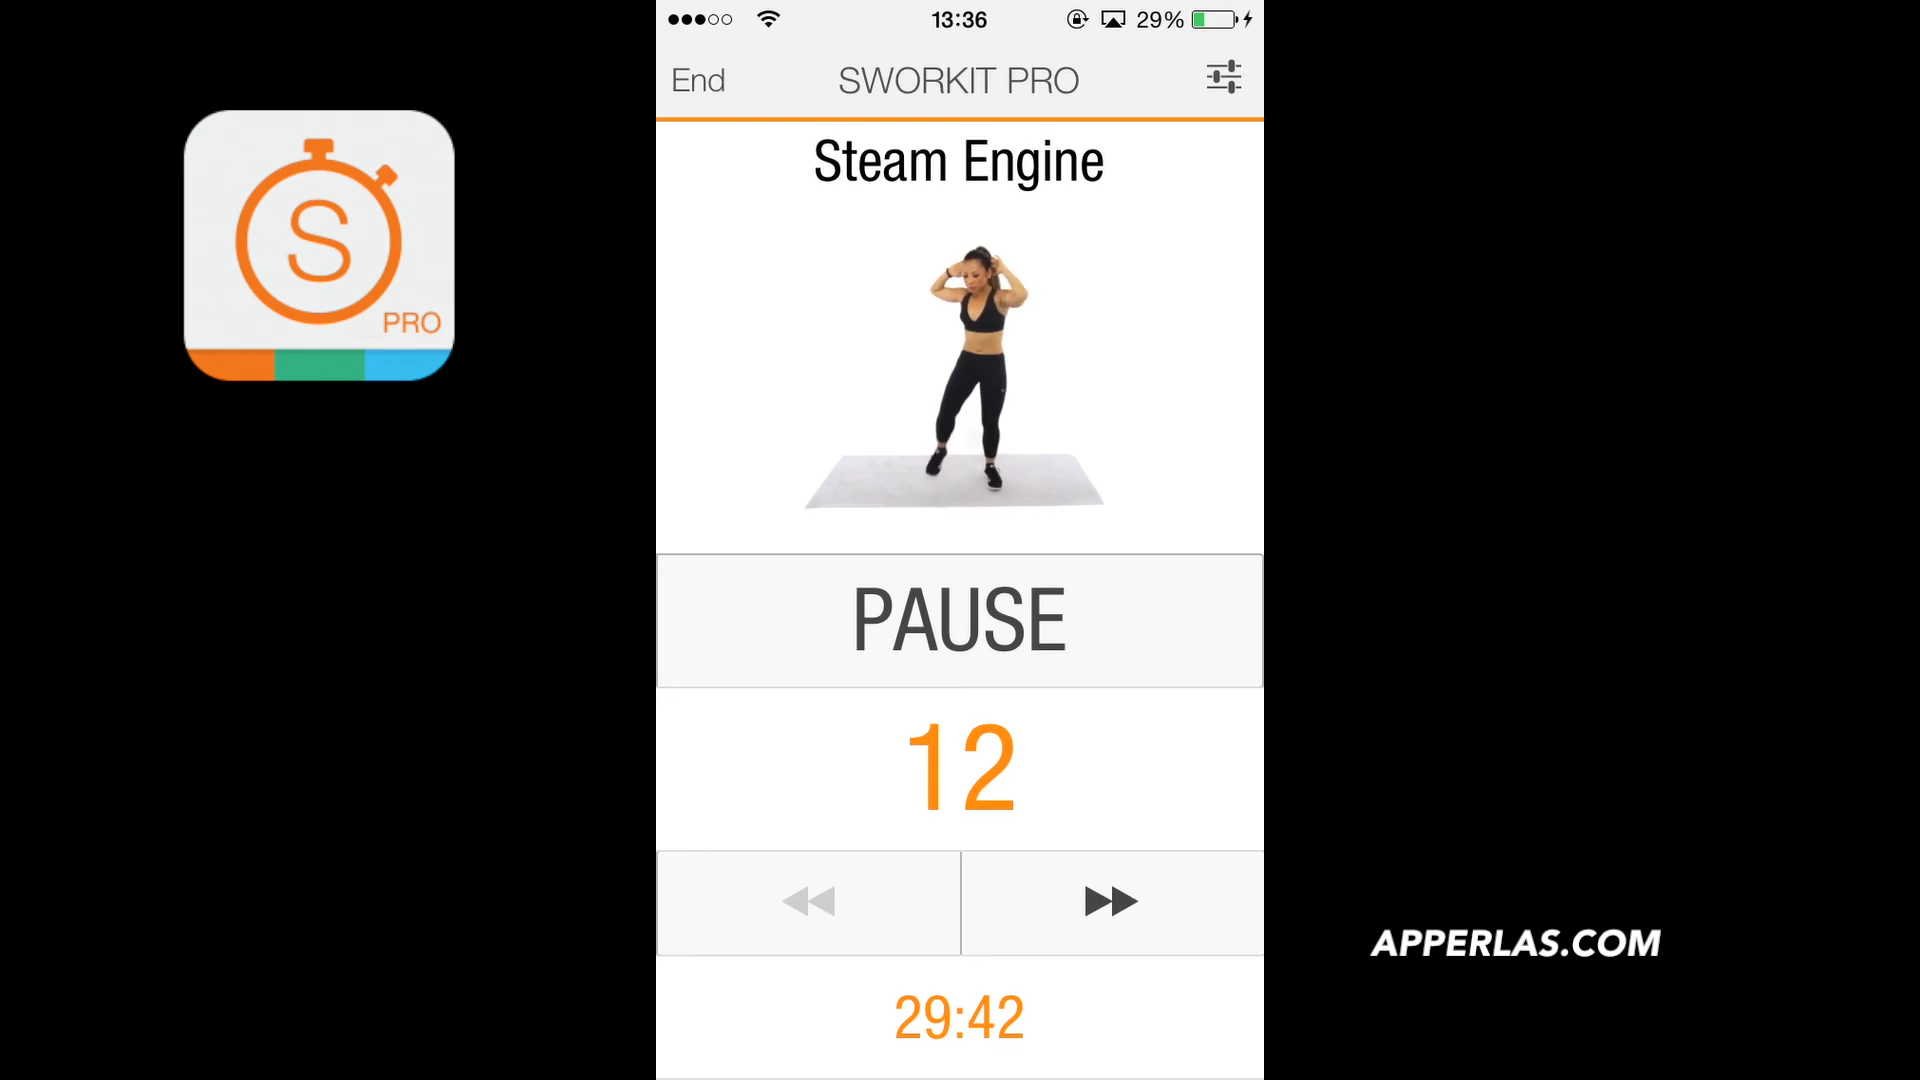 13:36
29%
End
SWORKIT PRO
Steam Engine
S
PRO
PAUSE
12
APPERLAS.COM
29:42